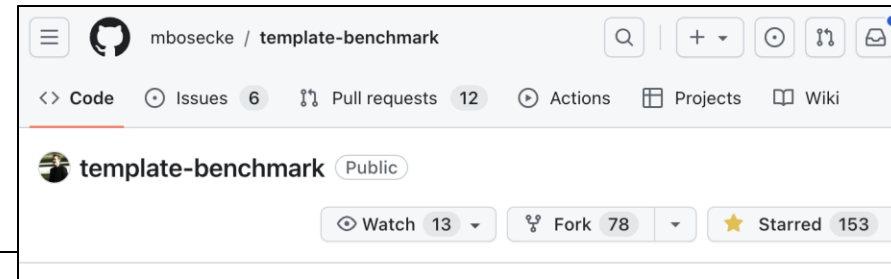 mbosecke / template-benchmark
Code Issues 6 Pull requests 12 Actions Projects Wiki
template-benchmark Public
Watch 13 Fork 78 Starred 153